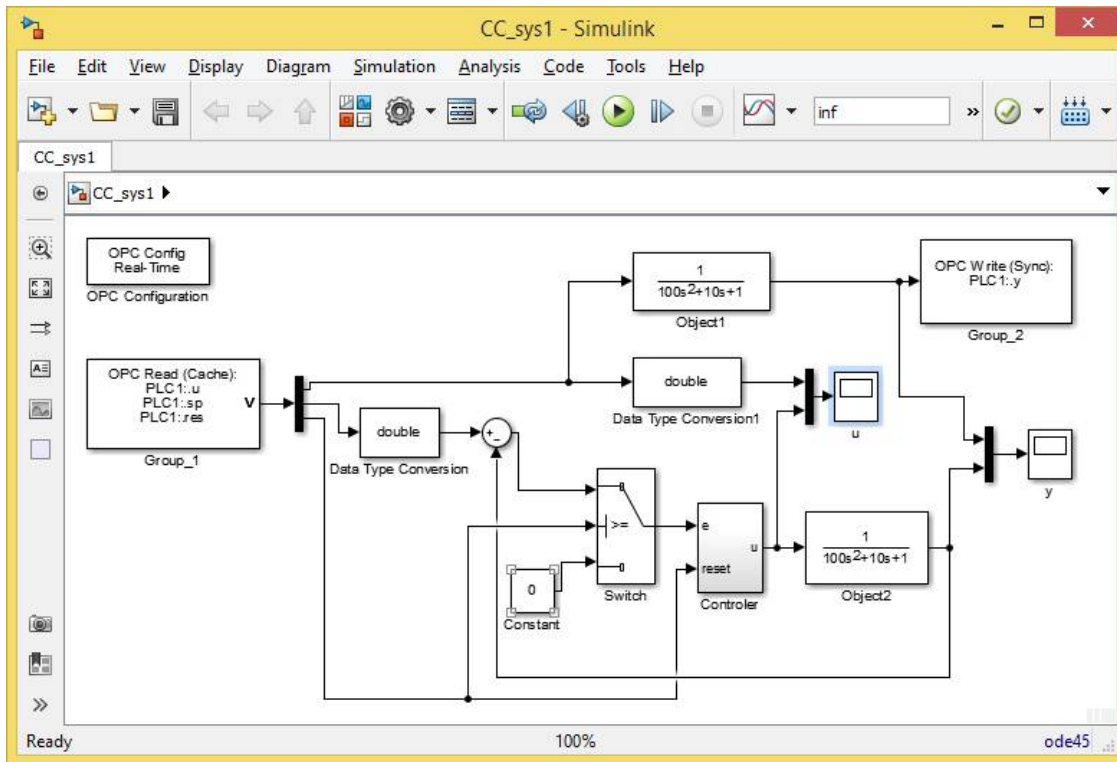 CC_sys1 - Simulink
File Edit View Display Diagram Simulation Analysis Code Tools Help
inf
»
CC_sys1
CC_sys1
OPC Config
Real-Time
OPC Configuration
1
100s2+10s+1
Object1
OPC Write (Sync):
PLC1:.y
Group_2
OPC Read (Cache):
PLC1:.u
PLC1:.sp
PLC1:.res
V
Group_1
double
Data Type Conversion
+_
double
Data Type Conversion1
u
y
>=
Switch
0
Constant
e
u
reset
Controler
1
100s2+10s+1
Object2
»
Ready 100% ode45